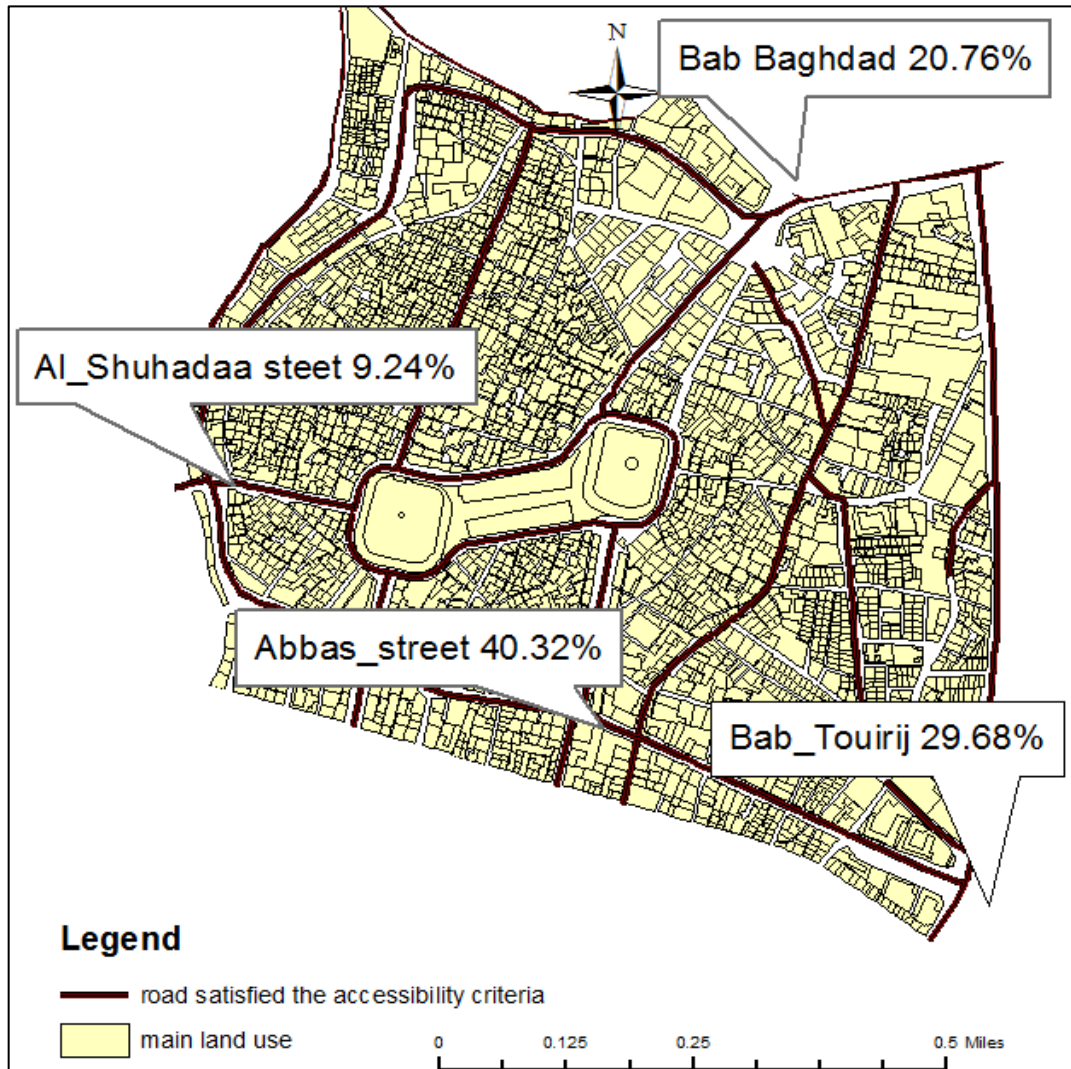 N
Bab Baghdad 20.76%
Al_Shuhadaa steet 9.24%
Abbas_street 40.32%
Bab_Touirij 29.68%
Legend
road satisfied the accessibility criteria
main land use
0 0.125 0.25 0.5 Miles